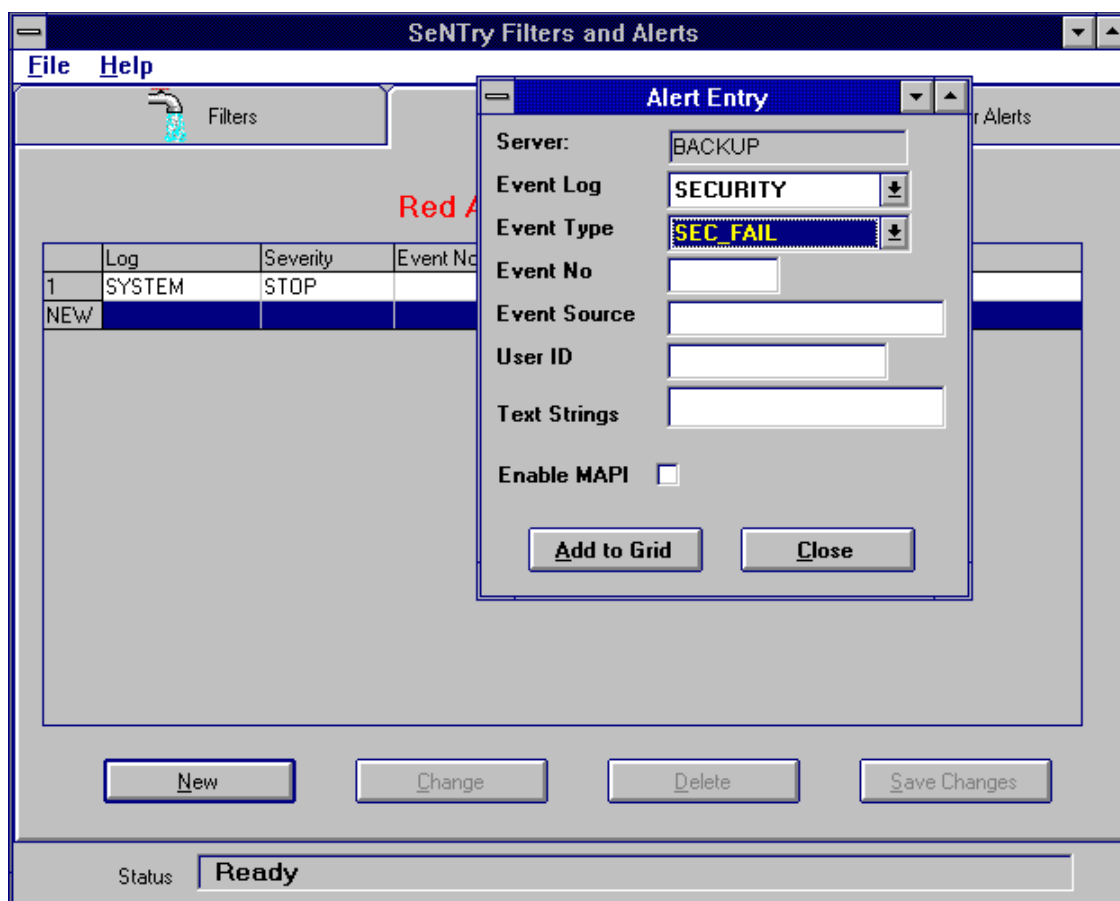 SeNTry Filters and Alerts
File Help
Filters
r Alerts
Red A
Log Severity Event No
1 SYSTEM STOP
NEW
Alert Entry
Server: BACKUP
Event Log SECURITY
Event Type SEC_FAIL
Event No
Event Source
User ID
Text Strings
Enable MAPI
Add to Grid Close
New Change Delete Save Changes
Status Ready